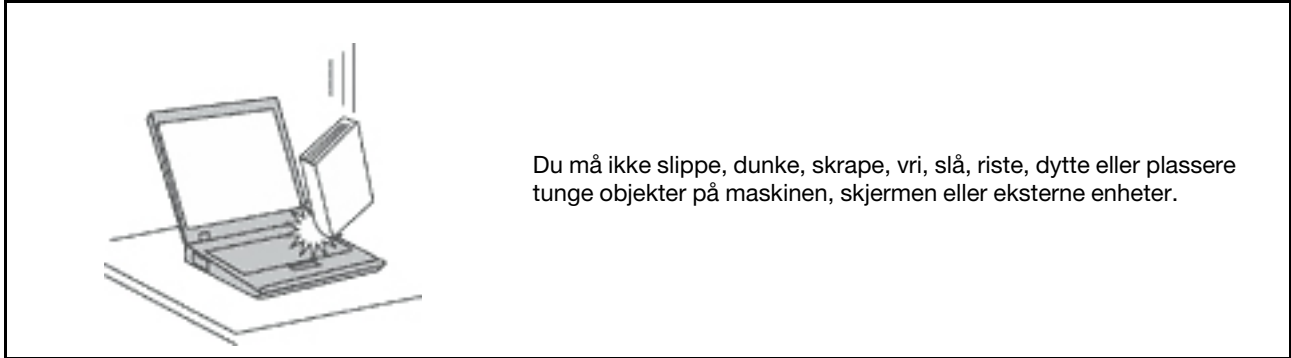 Du må ikke slippe, dunke, skrape, vri, slå, riste, dytte eller plassere
tunge objekter på maskinen, skjermen eller eksterne enheter.